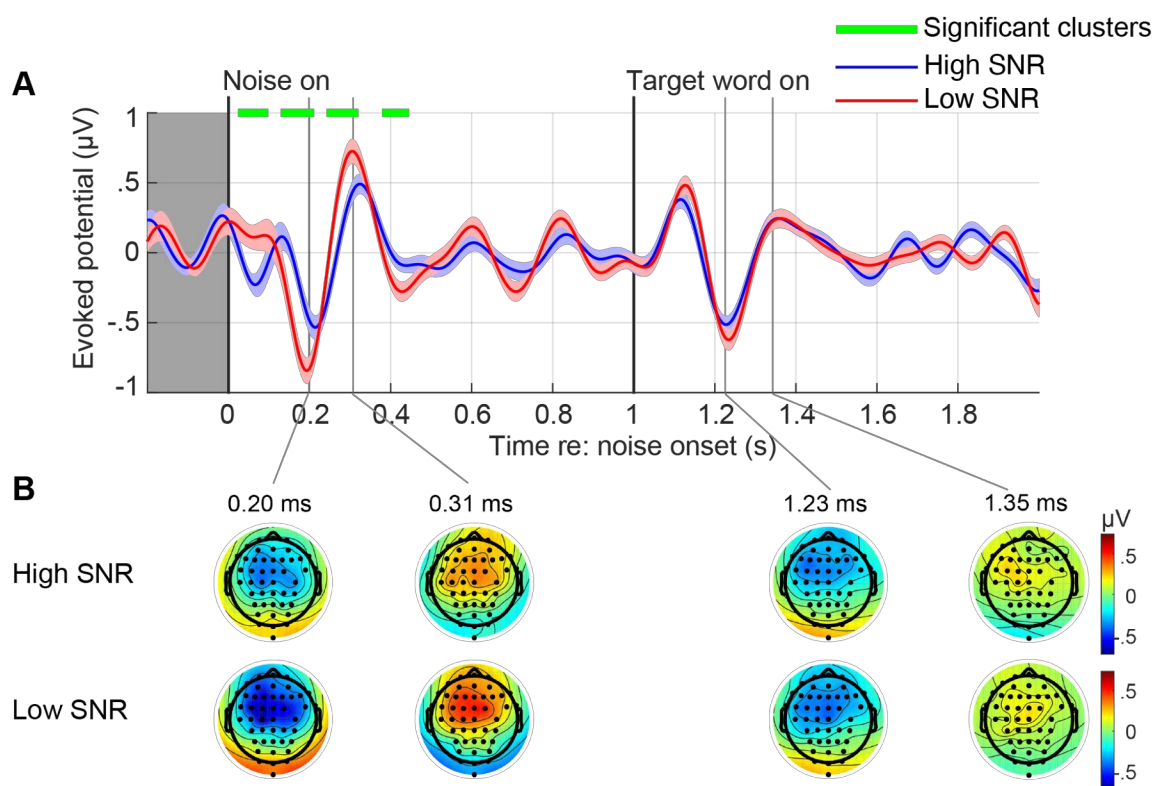 Significant clusters
High SNR
Low SNR
A
Noise on
Target word on
Evoked potential (µV)
1
.5
0
-.5
-1
0
0.2
0.4
0.6
0.8
1
1.2
1.4
1.6
1.8
Time re: noise onset (s)
B
0.20 ms
0.31 ms
1.23 ms
1.35 ms
µV
High SNR
.5
0
-.5
Low SNR
.5
0
-.5